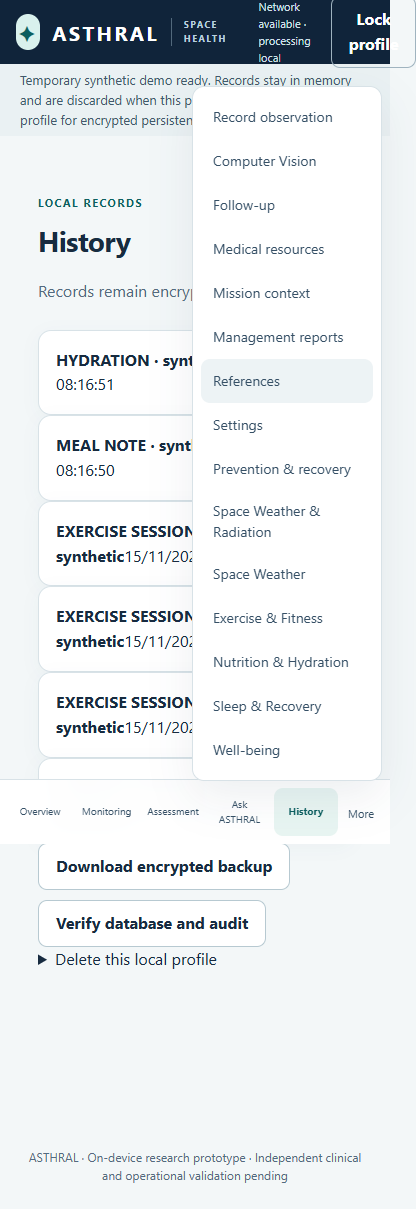 ASTHRAL
SPACE
HEALTH
Network
available ·
processing
local
Lock
profile
Temporary synthetic demo ready. Records stay in memory
and are discarded when this p
profile for encrypted persisten
LOCAL RECORDS
History
Records remain encryp
HYDRATION · synt
08:16:51
MEAL NOTE · synt
08:16:50
EXERCISE SESSION
synthetic15/11/202
EXERCISE SESSION
synthetic15/11/202
EXERCISE SESSION
synthetic15/11/202
Record observation
Computer Vision
Follow-up
Medical resources
Mission context
Management reports
References
Settings
Prevention & recovery
Space Weather &
Radiation
Space Weather
Exercise & Fitness
Nutrition & Hydration
Sleep & Recovery
Well-being
Overview
Monitoring
Assessment
Ask
ASTHRAL
History
More
Download encrypted backup
Verify database and audit
Delete this local profile
ASTHRAL · On-device research prototype · Independent clinical
and operational validation pending